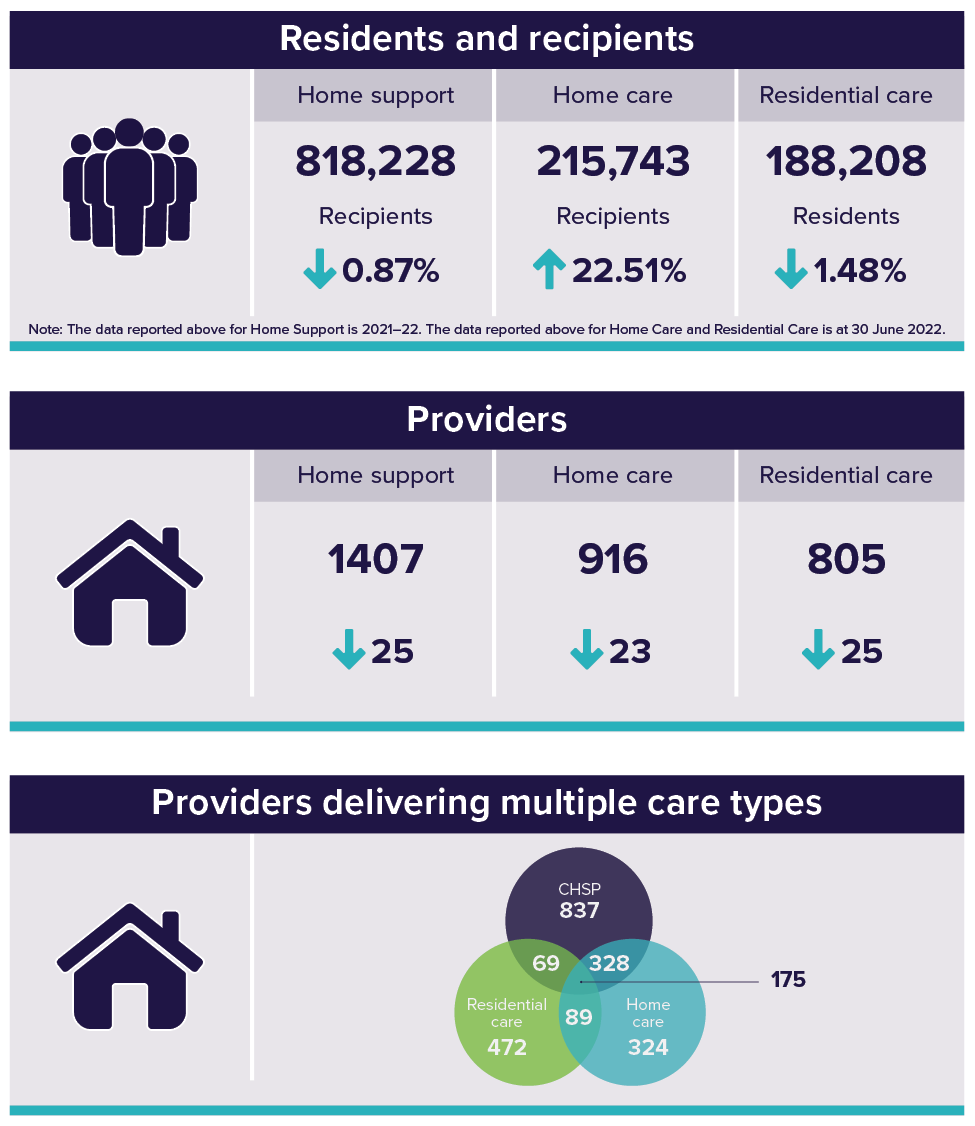 Residents and recipients
Home support
Home care
Residential care
818,228
215,743
188,208
Recipients
Recipients
Residents
0.87%
22.51%
1.48%
Note: The data reported above for Home Support is 2021–22. The data reported above for Home Care and Residential Care is at 30 June 2022.
Providers
Home support
Home care
Residential care
1407
916
805
25
23
25
Providers delivering multiple care types
CHSP
837
69
328
175
Residential
care
472
89
Home
care
324